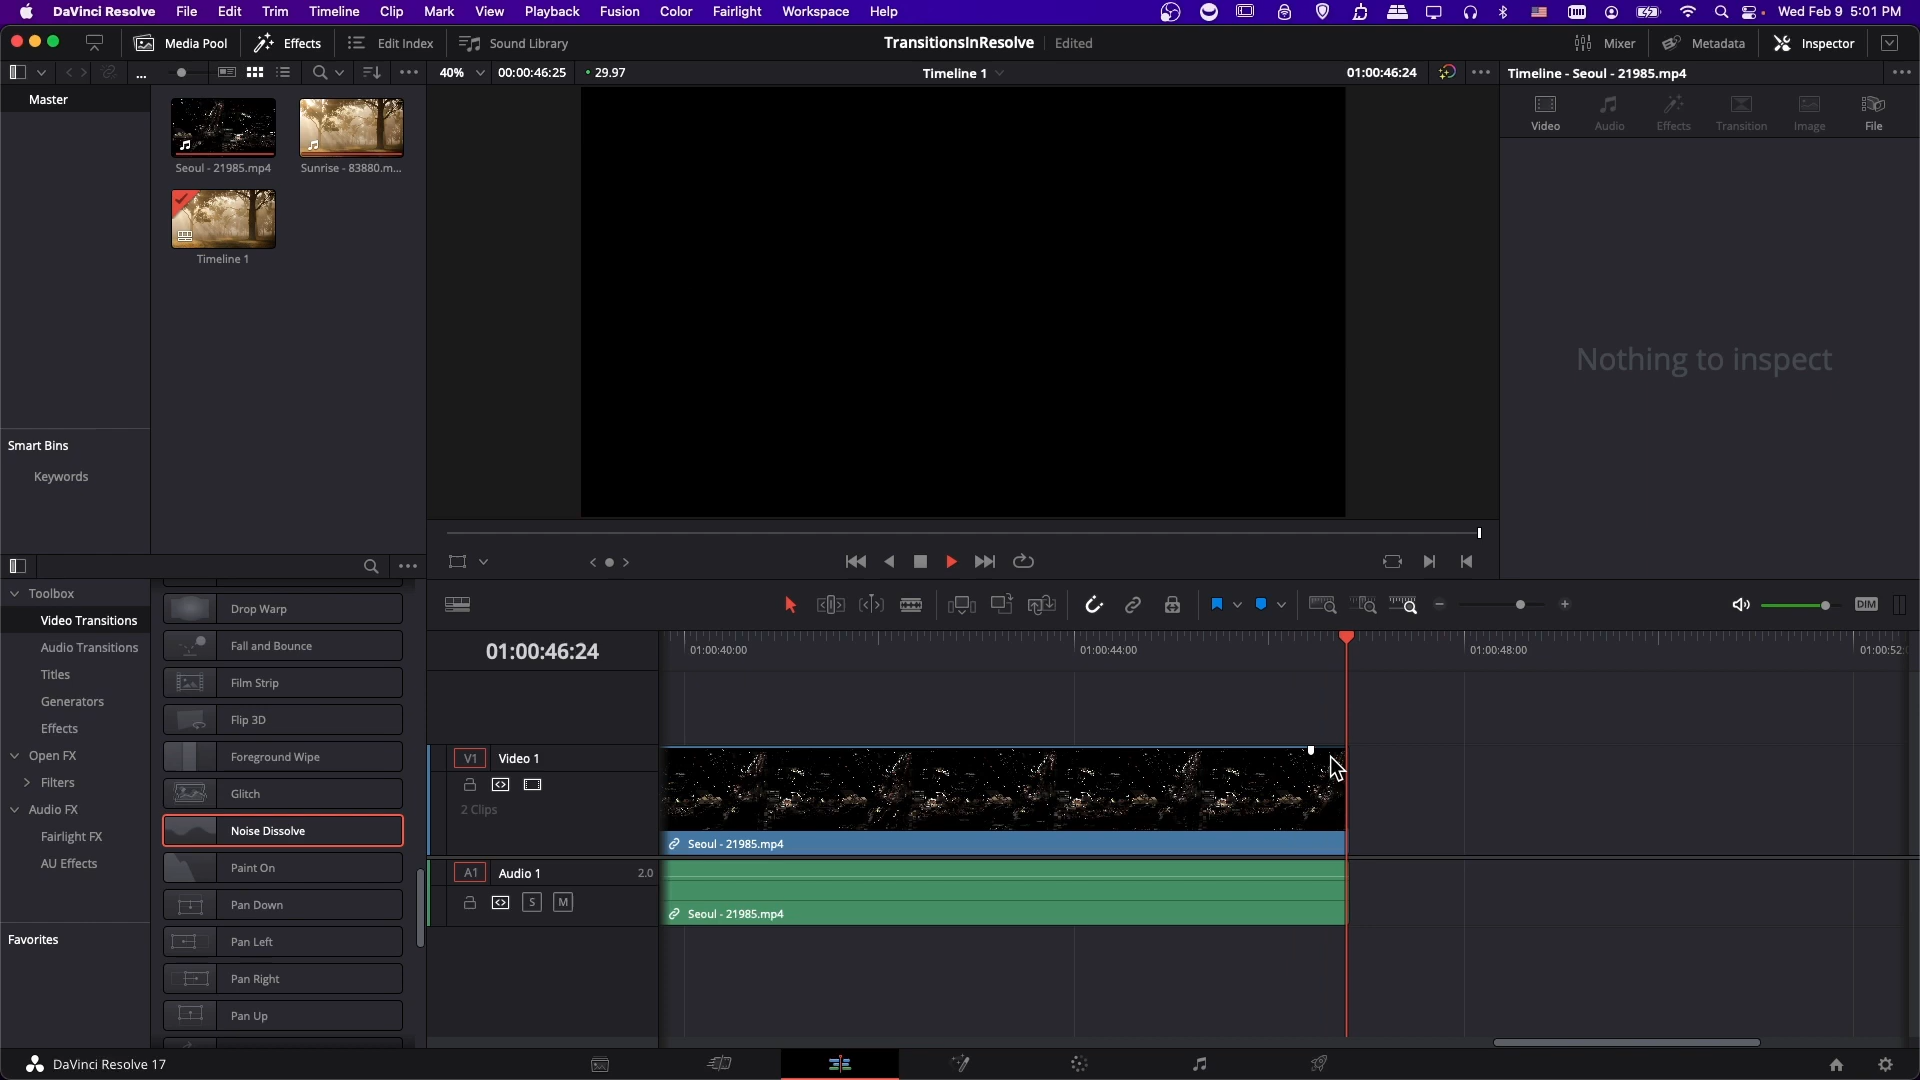 DaVinci Resolve File Edit Trim Timeline Clip Mark View Playback Fusion Color Fairlight Workspace Help Wed Feb 9 5:01 PM
Media Pool Effects Edit Index Sound Library TransitionsInResolve Edited Mixer Metadata Inspector
... 40% 00:00:46:25 29.97 Timeline 1 01:00:46:24 Timeline - Seoul - 21985.mp4
Master
Video Audio Effects Transition Image File
Seoul - 21985.mp4 Sunrise - 83880.m...
Timeline 1
Nothing to inspect
Smart Bins
Keywords
Toolbox
Video Transitions
Audio Transitions
Titles
Generators
Effects
Open FX
Filters
Audio FX
Fairlight FX
AU Effects
Favorites
Drop Warp
Fall and Bounce
Film Strip
Flip 3D
Foreground Wipe
Glitch
Noise Dissolve
Paint On
Pan Down
Pan Left
Pan Right
Pan Up
DIM
01:00:46:24
01:00:40:00 01:00:44:00 01:00:48:00 01:00:52:
V1 Video 1
2 Clips
Seoul - 21985.mp4
A1 Audio 1 2.0
S M
Seoul - 21985.mp4
DaVinci Resolve 17